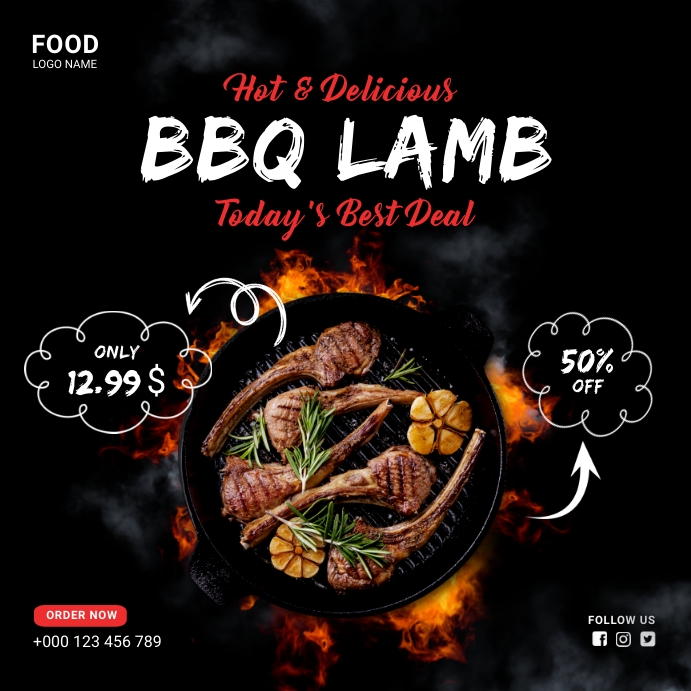 FOOD
LOGO NAME
Hot & Delicious
BBQ LAMB
Today's Best Deal
ONLY
12.99 $
50%
OFF
ORDER NOW
+000 123 456 789
FOLLOW US